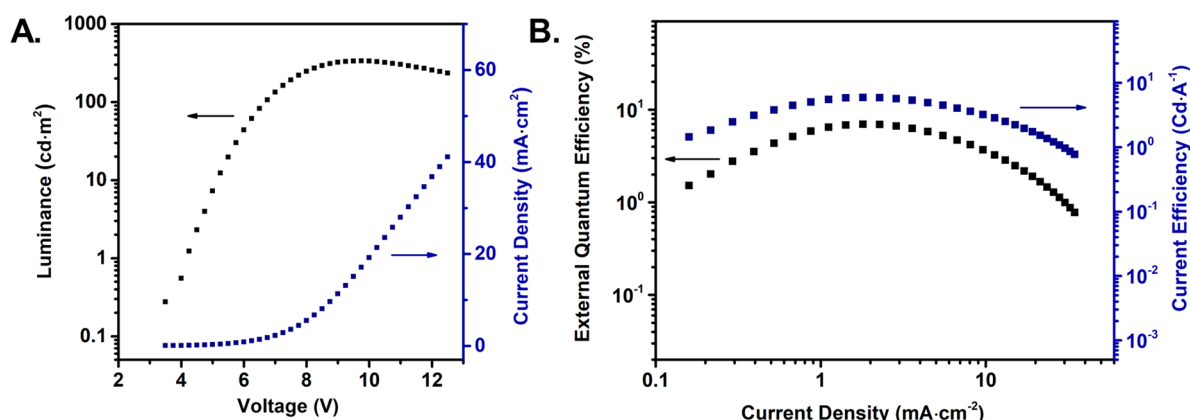 A.
1000
100
10
1
0.1
Luminance (cd·m²)
60
40
20
0
Current Density (mA·cm²)
2 4 6 8 10 12
Voltage (V)
B.
10¹
10⁰
10⁻¹
External Quantum Efficiency (%)
10¹
10⁰
10⁻¹
10⁻²
10⁻³
Current Efficiency (Cd·A⁻¹)
0.1 1 10
Current Density (mA·cm⁻²)